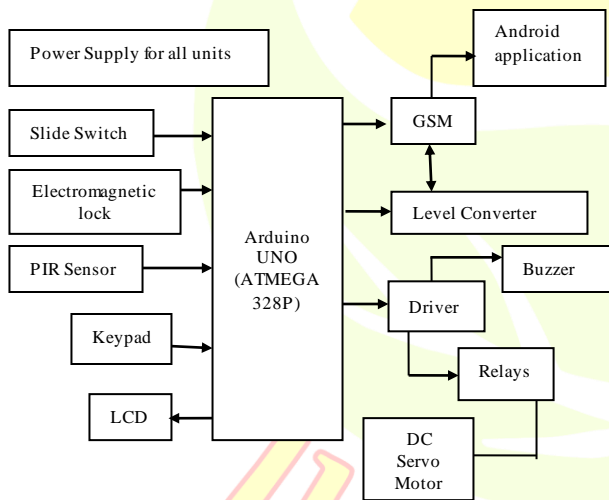 Power Supply for all units
Android
application
GSM
Slide Switch
Electromagnetic
lock
Level Converter
Arduino
UNO
(ATMEGA
328P)
PIR Sensor
Buzzer
Driver
Keypad
Relays
LCD
DC
Servo
Motor